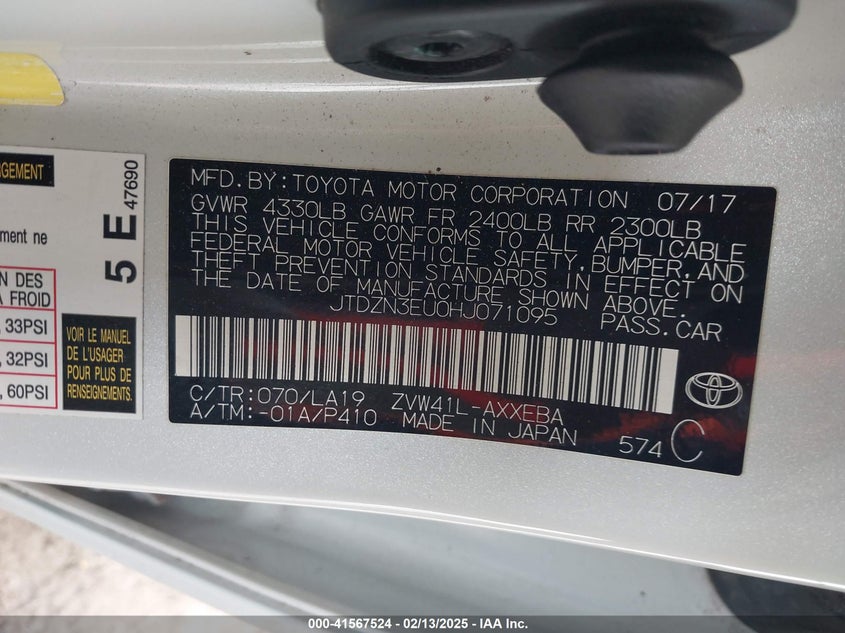 RGEMENT
5 E 47690
ment ne
N DES
A FROID
, 33PSI
, 32PSI
, 60PSI
VOIR LE MANUEL
DE L'USAGER
POUR PLUS DE
RENSEIGNEMENTS
MFD. BY: TOYOTA MOTOR CORPORATION 07/17
GVWR 4330LB GAWR FR 2400LB RR 2300LB
THIS VEHICLE CONFORMS TO ALL APPLICABLE
FEDERAL MOTOR VEHICLE SAFETY, BUMPER, AND
THEFT PREVENTION STANDARDS IN EFFECT ON
THE DATE OF MANUFACTURE SHOWN ABOVE.
JTDZN3EU0HJ071095 PASS. CAR
C/TR: 070/LA19 ZVW41L-AXXEBA
A/TM: -01A/P410 MADE IN JAPAN
574 C
000-41567524 - 02/13/2025 - IAA Inc.